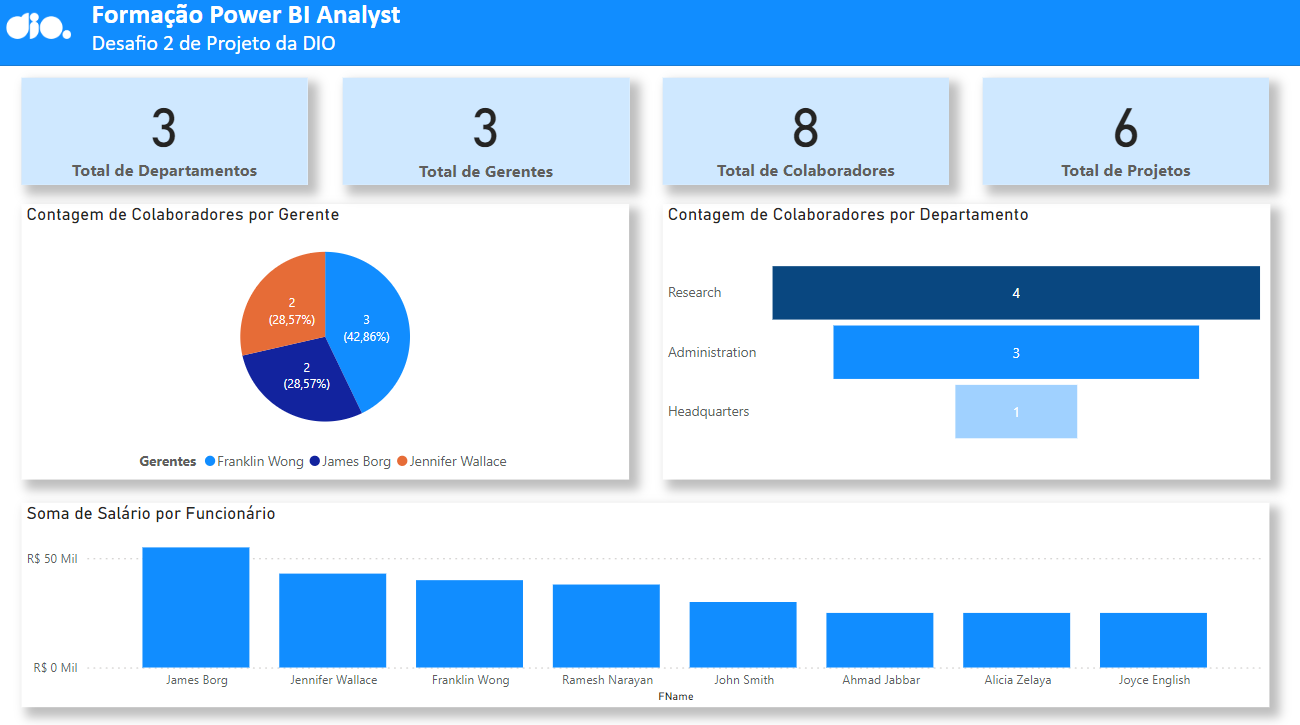 dio.
Formação Power BI Analyst
Desafio 2 de Projeto da DIO
3
Total de Departamentos
3
Total de Gerentes
8
Total de Colaboradores
6
Total de Projetos
Contagem de Colaboradores por Gerente
2
(28,57%)
3
(42,86%)
2
(28,57%)
Gerentes Franklin Wong James Borg Jennifer Wallace
Contagem de Colaboradores por Departamento
Research 4
Administration 3
Headquarters 1
Soma de Salário por Funcionário
R$ 50 Mil
R$ 0 Mil
James Borg Jennifer Wallace Franklin Wong Ramesh Narayan John Smith Ahmad Jabbar Alicia Zelaya Joyce English
FName